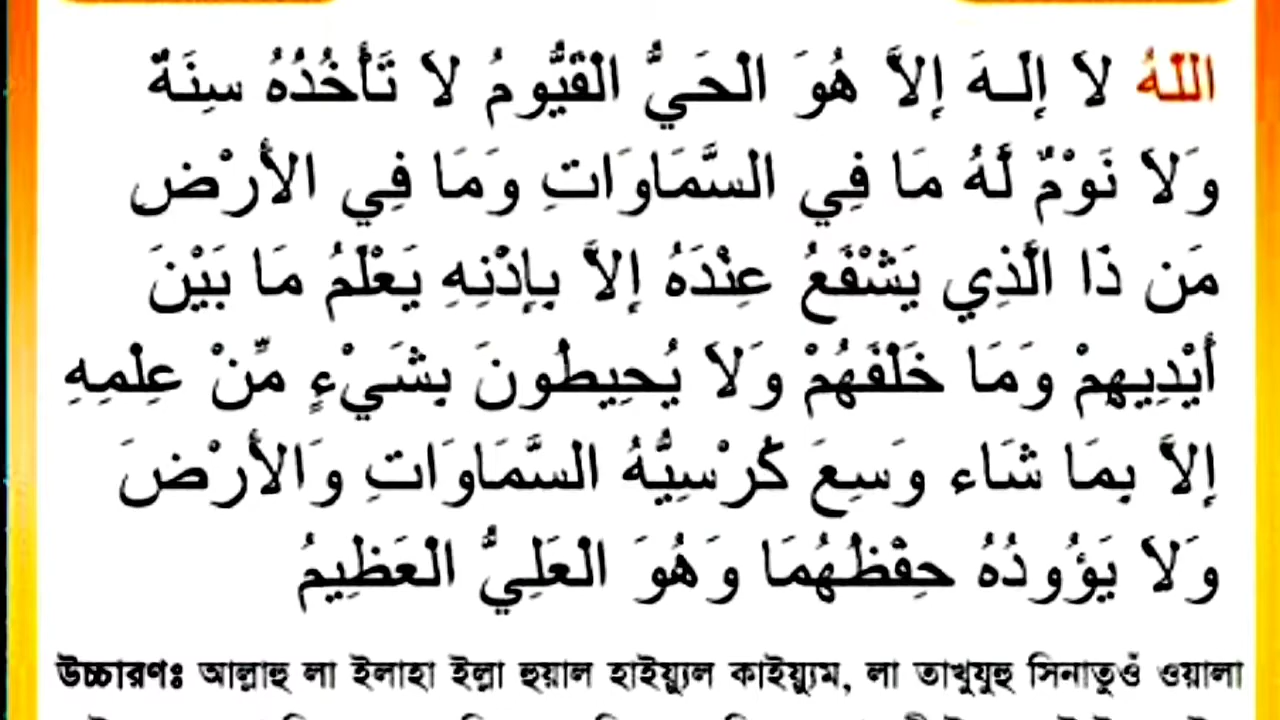 اللّهُ لاَ إِلَـهَ إِلاَّ هُوَ الْحَيُّ الْقَيُّومُ لاَ تَأْخُذُهُ سِنَةٌ
وَلاَ نَوْمٌ لَّهُ مَا فِي السَّمَاوَاتِ وَمَا فِي الأَرْضِ
مَن ذَا الَّذِي يَشْفَعُ عِنْدَهُ إِلاَّ بِإِذْنِهِ يَعْلَمُ مَا بَيْنَ
أَيْدِيهِمْ وَمَا خَلْفَهُمْ وَلاَ يُحِيطُونَ بِشَيْءٍ مِّنْ عِلْمِهِ
إِلاَّ بِمَا شَاء وَسِعَ كُرْسِيُّهُ السَّمَاوَاتِ وَالأَرْضَ
وَلاَ يَؤُودُهُ حِفْظُهُمَا وَهُوَ الْعَلِيُّ الْعَظِيمُ
উচ্চারণঃ আল্লাহু লা ইলাহা ইল্লা হুয়াল হাইয়্যুল কাইয়্যুম, লা তাখুযুহু সিনাতুওঁ ওয়ালা